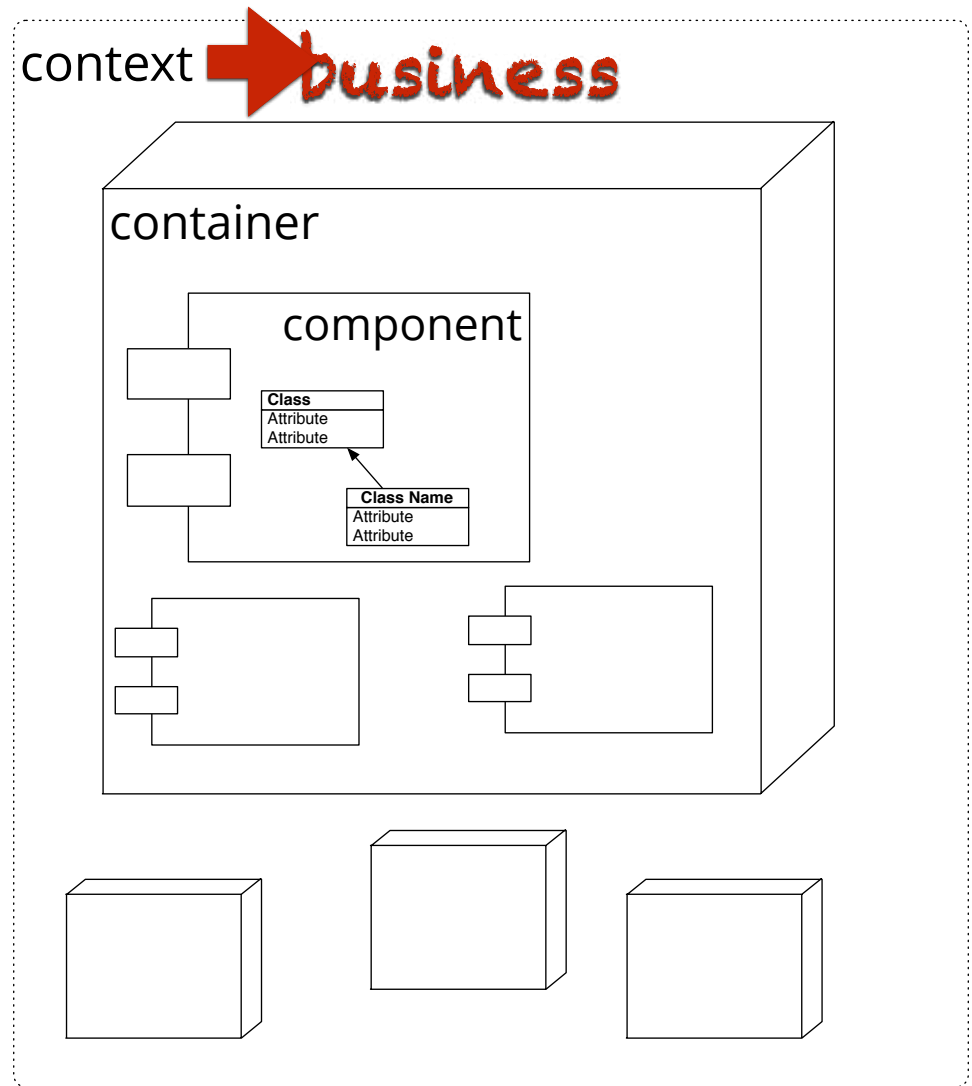 context business
container
component
Class
Attribute
Attribute
Class Name
Attribute
Attribute